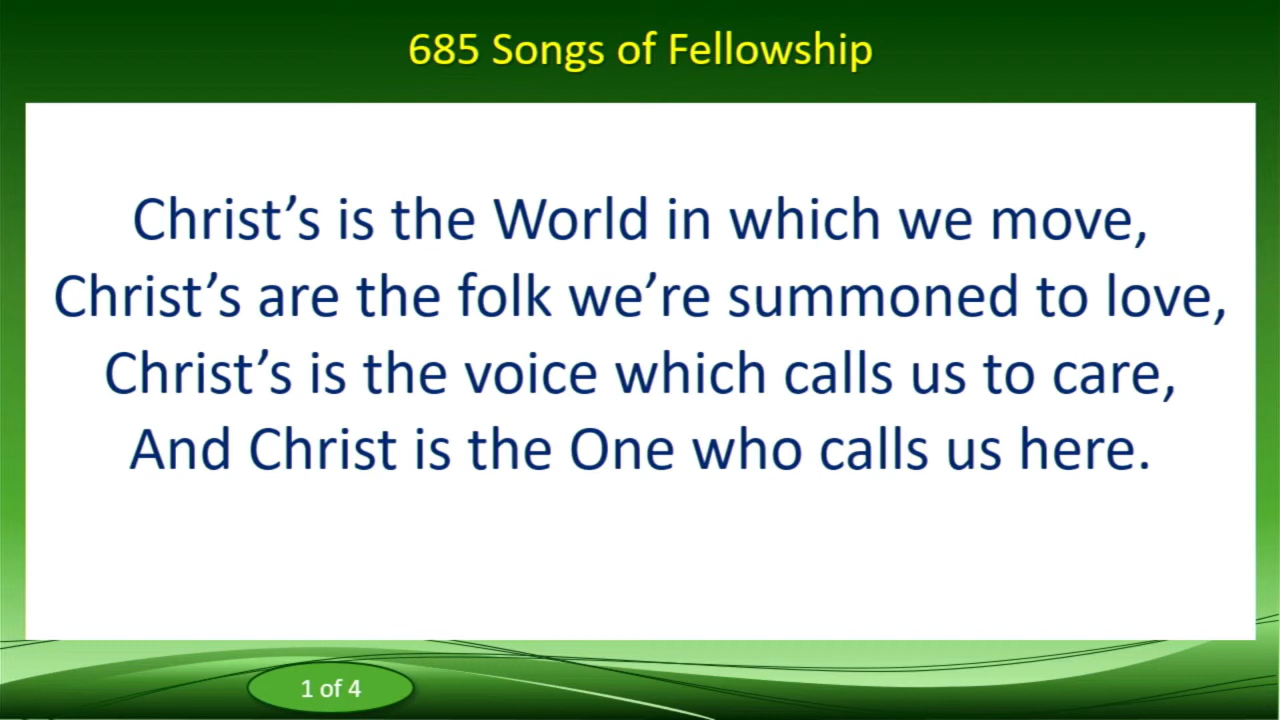 685 Songs of Fellowship
Christ’s is the World in which we move,
Christ’s are the folk we’re summoned to love,
Christ’s is the voice which calls us to care,
And Christ is the One who calls us here.
1 of 4